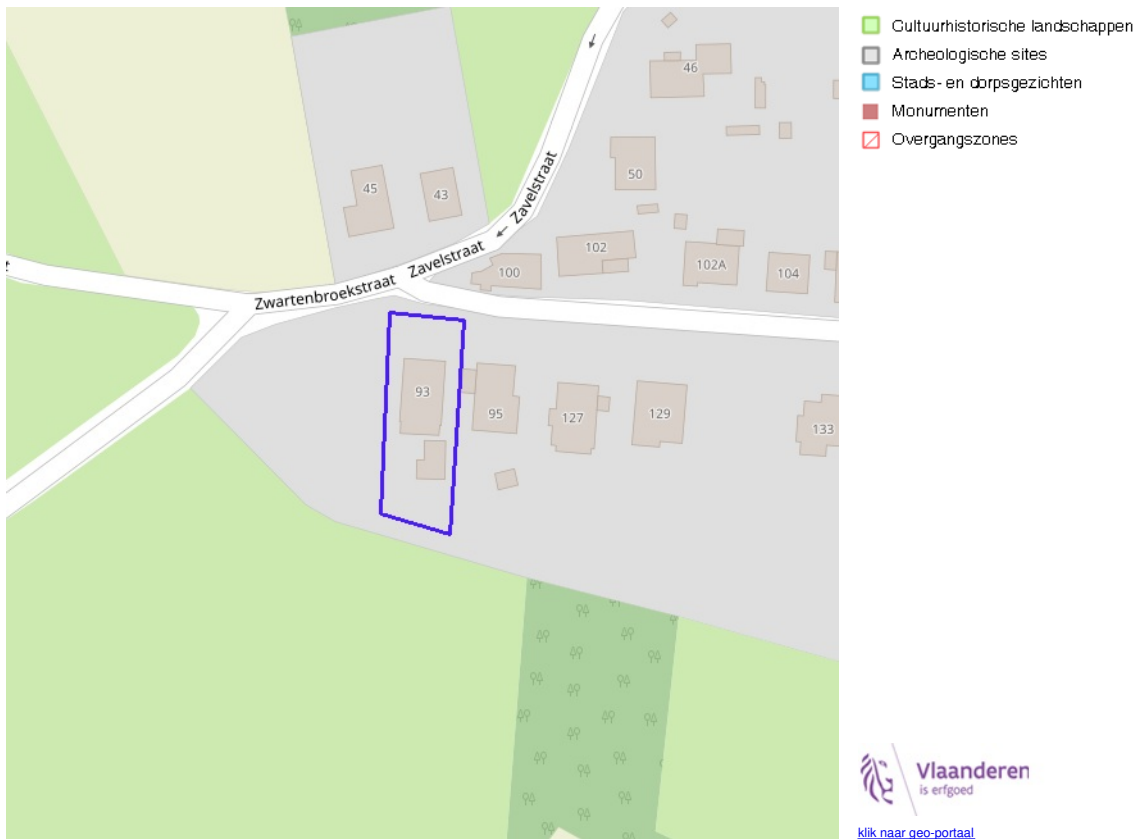 Cultuurhistorische landschappen
Archeologische sites
Stads- en dorpsgezichten
Monumenten
Overgangszones
46
50
45
43
Zavelstraat
Zavelstraat
102
100
102A
104
Zwartenbroekstraat
93
95
127
129
133
Vlaanderen
is erfgoed
klik naar geo-portaal